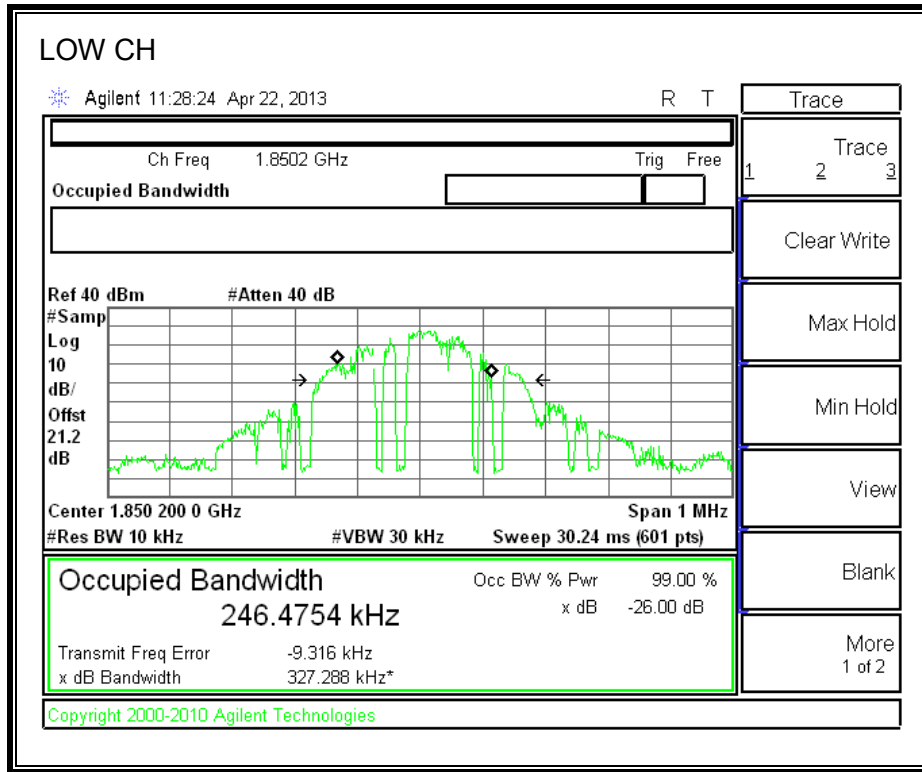 LOW CH
Agilent 11:28:24 Apr 22, 2013 R T Trace
Ch Freq 1.8502 GHz Trig Free
Occupied Bandwidth
Trace
1 2 3
Clear Write
Max Hold
Min Hold
View
Blank
More
1 of 2
Ref 40 dBm #Atten 40 dB
#Samp
Log
10
dB/
Offst
21.2
dB
Center 1.850 200 0 GHz Span 1 MHz
#Res BW 10 kHz #VBW 30 kHz Sweep 30.24 ms (601 pts)
Occupied Bandwidth Occ BW % Pwr 99.00 %
246.4754 kHz x dB -26.00 dB
Transmit Freq Error -9.316 kHz
x dB Bandwidth 327.288 kHz*
Copyright 2000-2010 Agilent Technologies